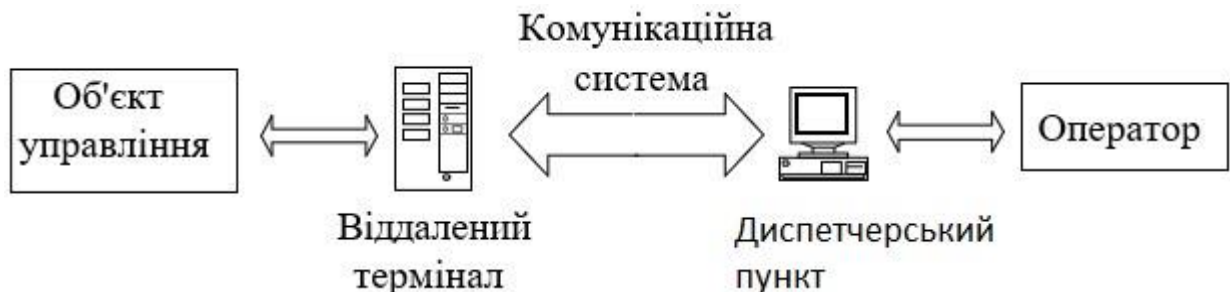 Комунікаційна
система
Об'єкт
управління
Оператор
Віддалений
термінал
Диспетчерський
пункт